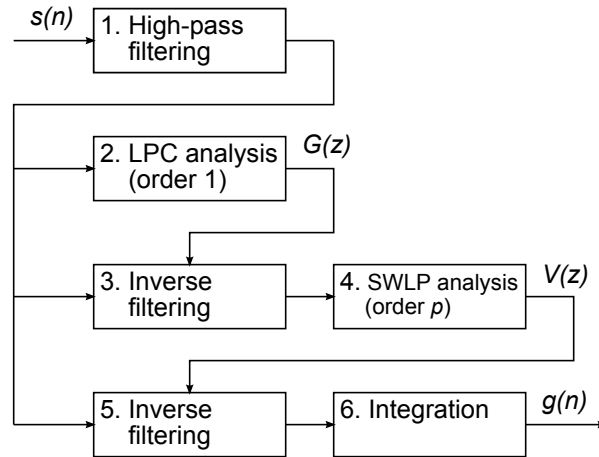 s(n)
1. High-pass
filtering
2. LPC analysis
(order 1)
G(z)
3. Inverse
filtering
4. SWLP analysis
(order p)
V(z)
5. Inverse
filtering
6. Integration
g(n)